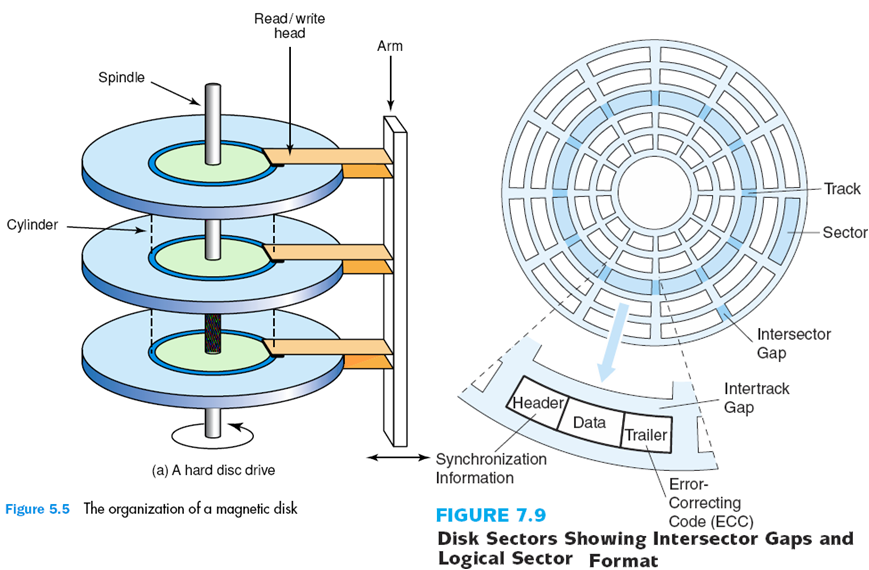 Read/write
head
Arm
Spindle
Cylinder
(a) A hard disc drive
Figure 5.5 The organization of a magnetic disk
Track
Sector
Intersector
Gap
Intertrack
Gap
Header
Data
Trailer
Synchronization
Information
Error-
Correcting
Code (ECC)
FIGURE 7.9
Disk Sectors Showing Intersector Gaps and
Logical Sector Format